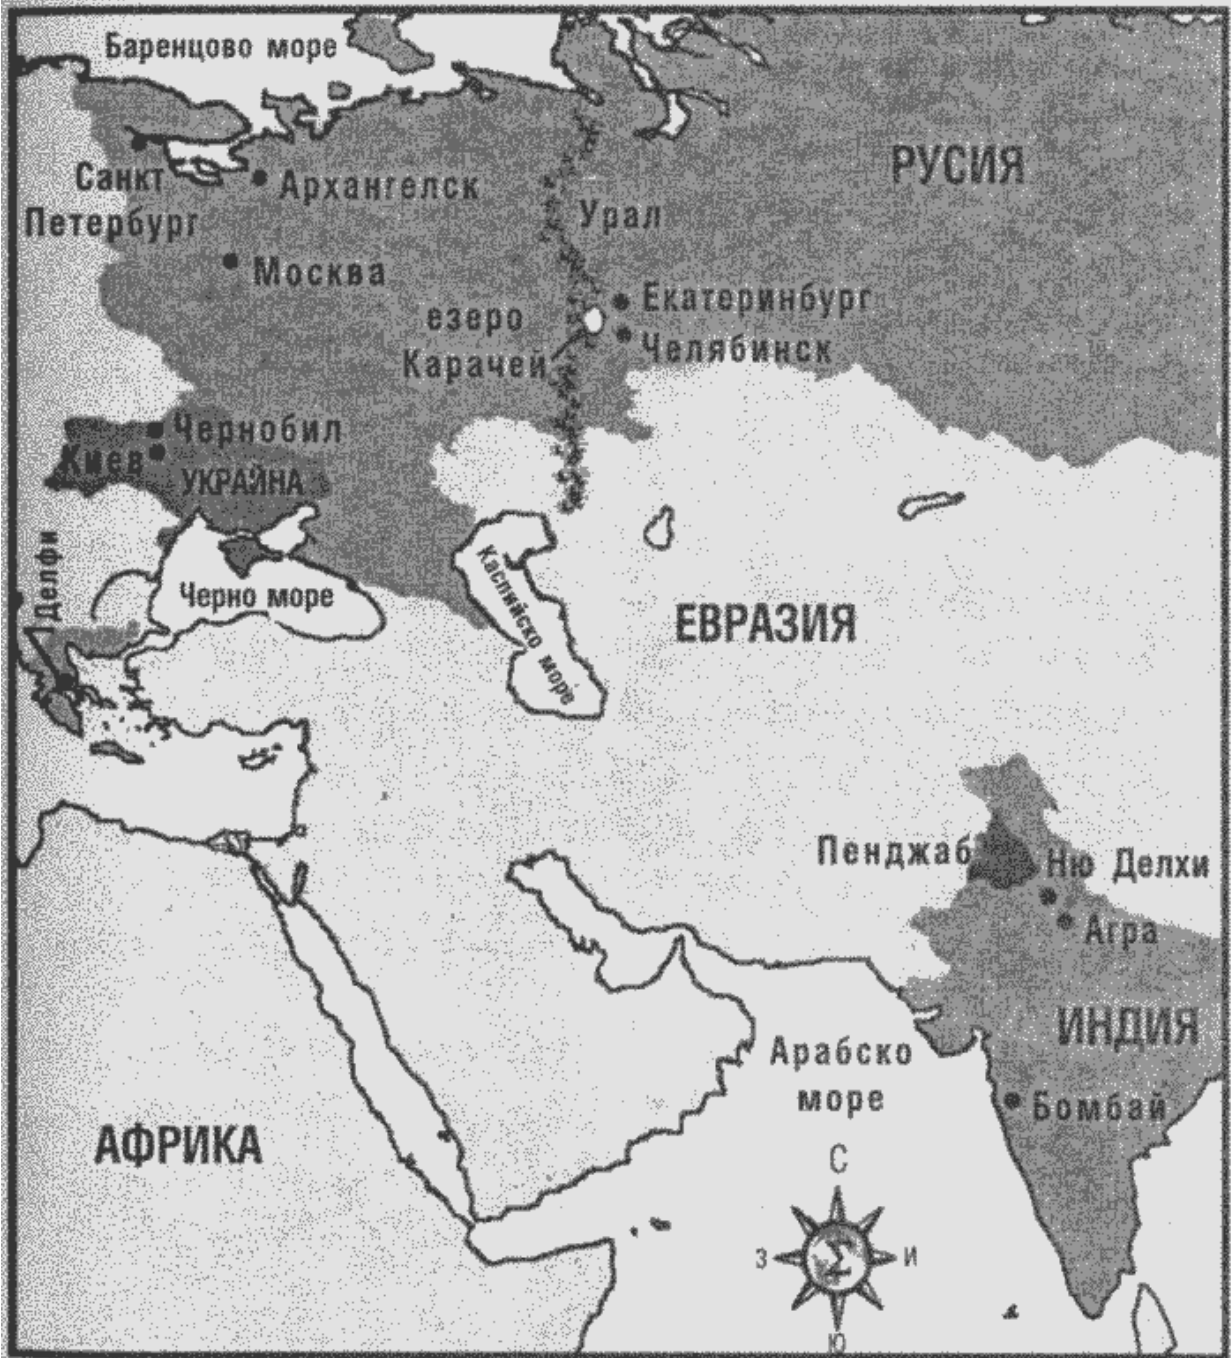 Баренцово море
РУСИЯ
Санкт
Петербург
Архангелск
Урал
Москва
Екатеринбург
езеро
Карачей
Челябинск
Чернобил
Киев
УКРАЙНА
Делфи
Черно море
Каспийско море
ЕВРАЗИЯ
Пенджаб
Ню Делхи
Агра
ИНДИЯ
Арабско
море
Бомбай
АФРИКА
С
З
И
Ю
Σ